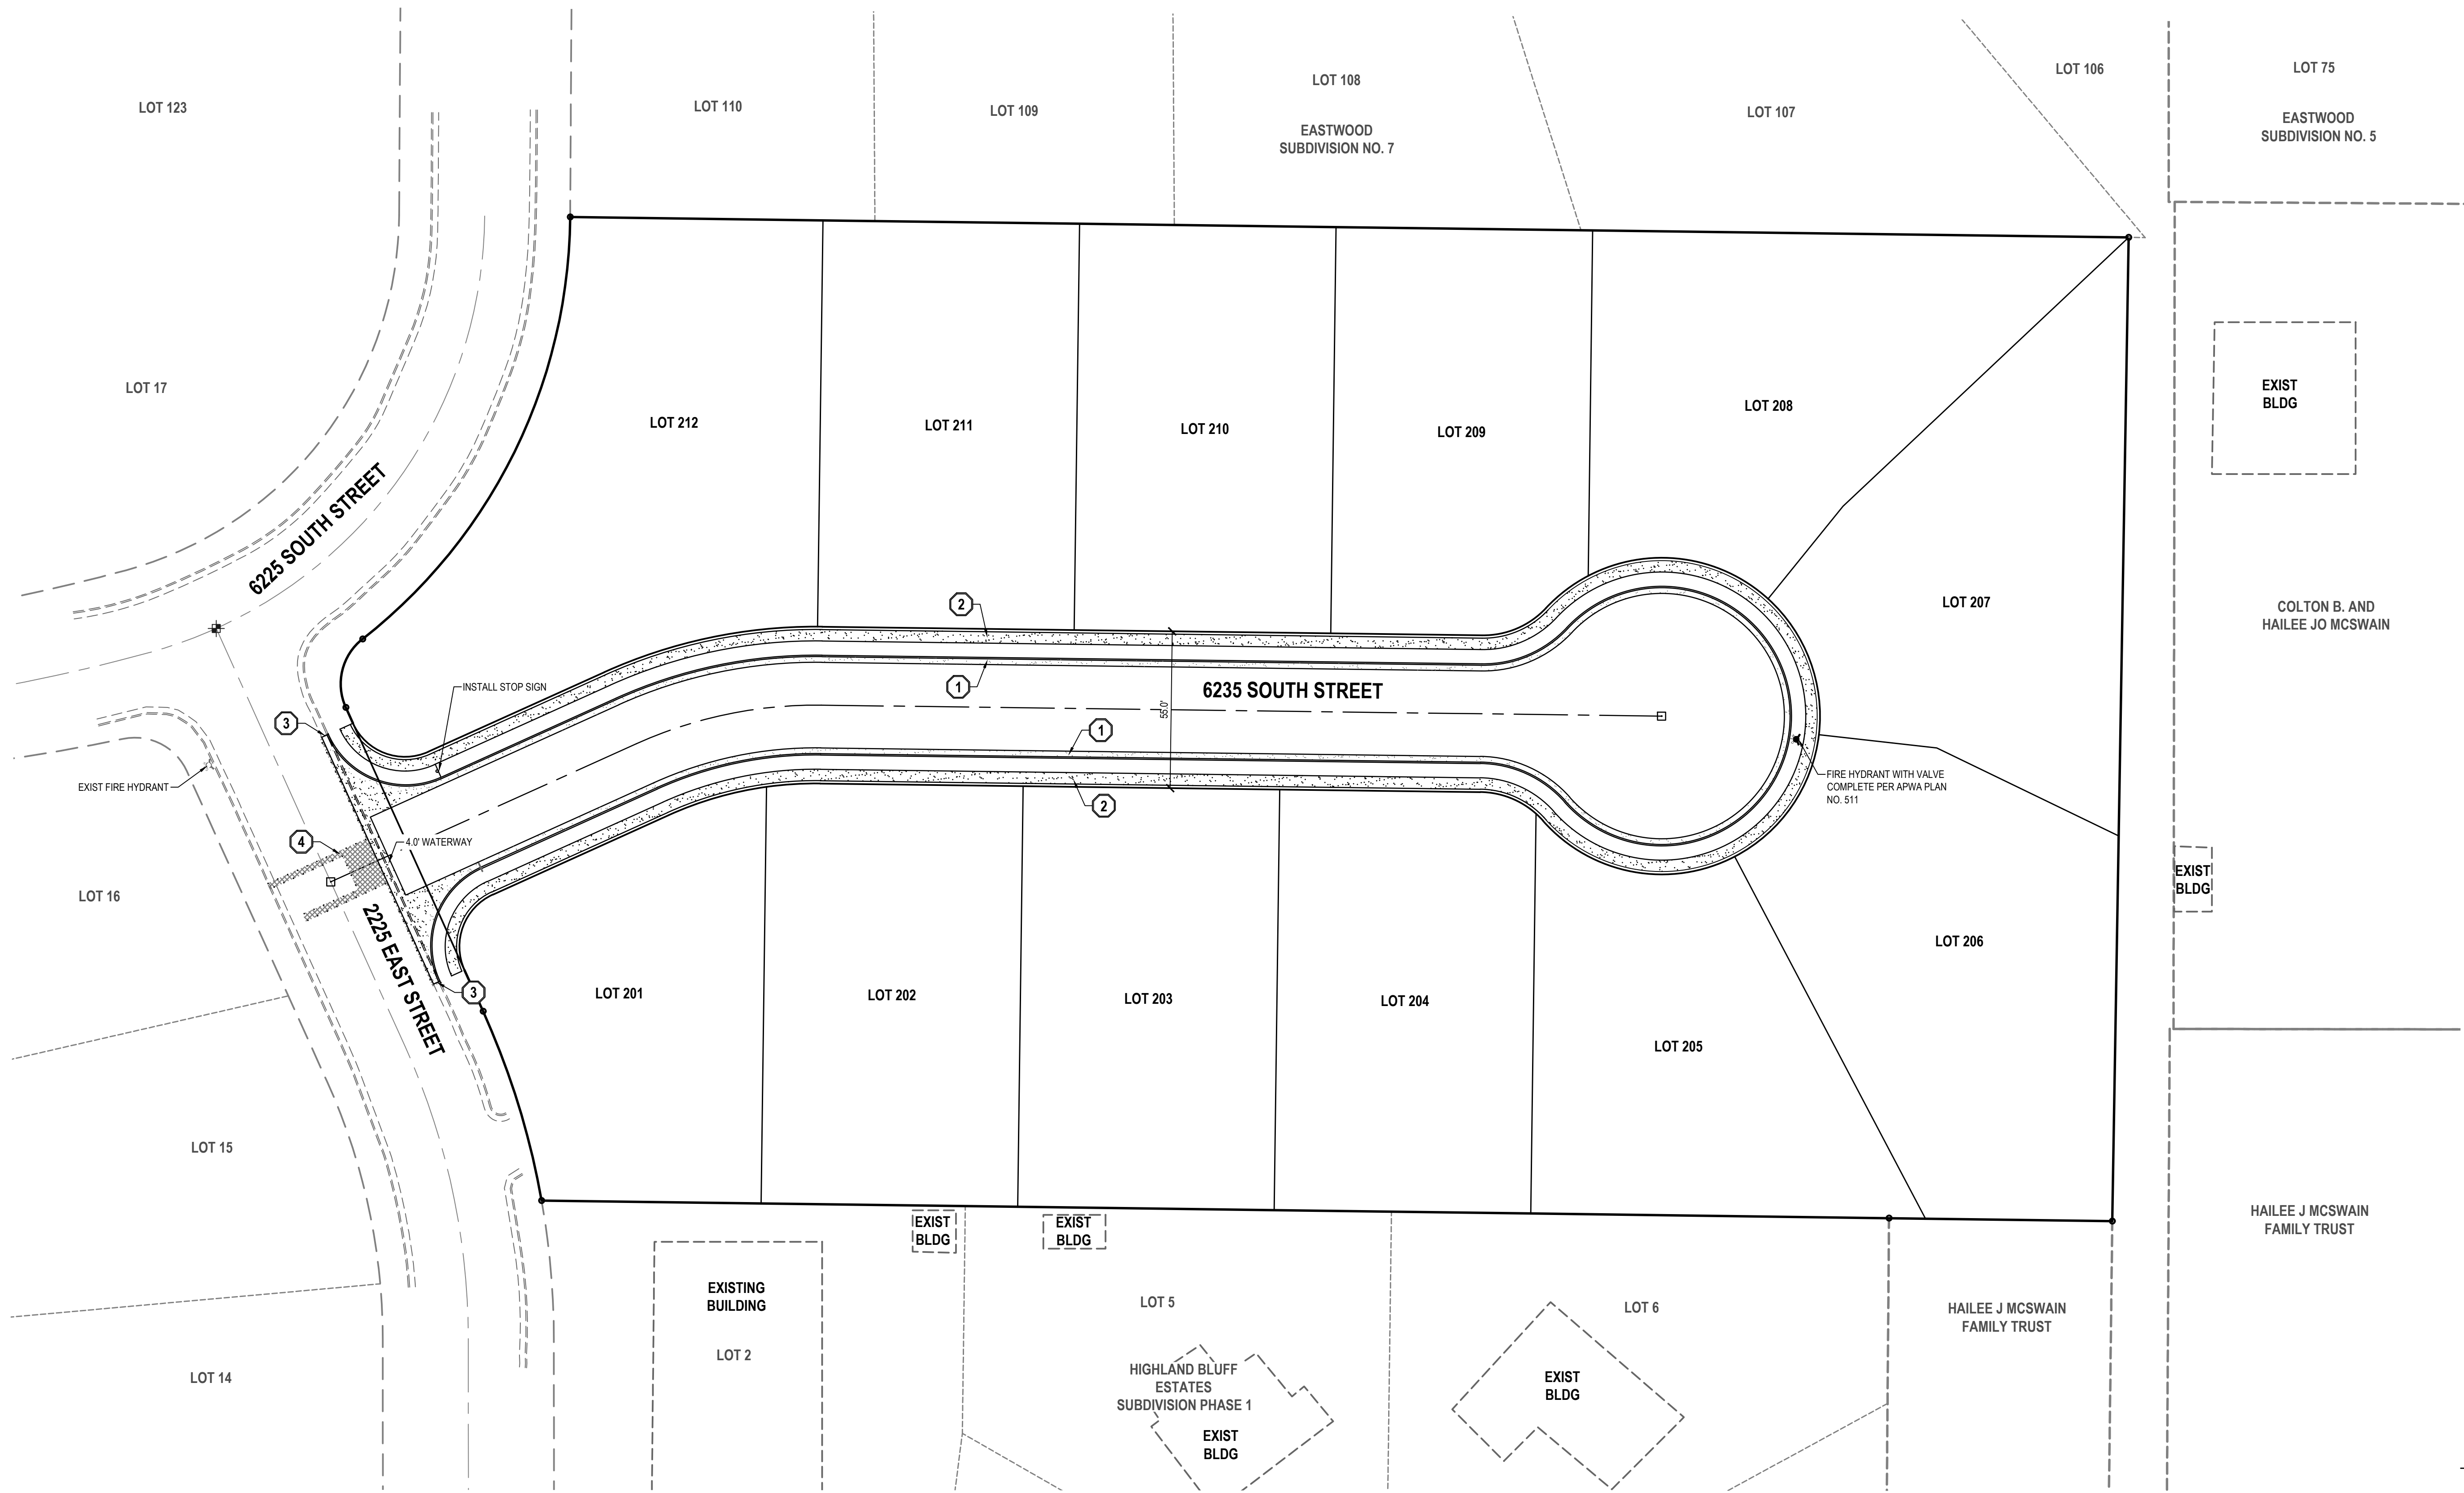 LOT 123
LOT 110
LOT 109
LOT 108
EASTWOOD
SUBDIVISION NO. 7
LOT 107
LOT 106
LOT 75
EASTWOOD
SUBDIVISION NO. 5
LOT 17
6225 SOUTH STREET
LOT 212
LOT 211
LOT 210
LOT 209
LOT 208
EXIST
BLDG
LOT 207
COLTON B. AND
HAILEE JO MCSWAIN
2
1
INSTALL STOP SIGN
3
6235 SOUTH STREET
55.0'
1
2
EXIST FIRE HYDRANT
FIRE HYDRANT WITH VALVE
COMPLETE PER APWA PLAN
NO. 511
4
4.0' WATERWAY
LOT 16
2225 EAST STREET
3
EXIST
BLDG
LOT 201
LOT 202
LOT 203
LOT 204
LOT 205
LOT 206
LOT 15
EXIST
BLDG
EXIST
BLDG
HAILEE J MCSWAIN
FAMILY TRUST
EXISTING
BUILDING
LOT 2
LOT 5
LOT 6
HAILEE J MCSWAIN
FAMILY TRUST
LOT 14
HIGHLAND BLUFF
ESTATES
SUBDIVISION PHASE 1
EXIST
BLDG
EXIST
BLDG